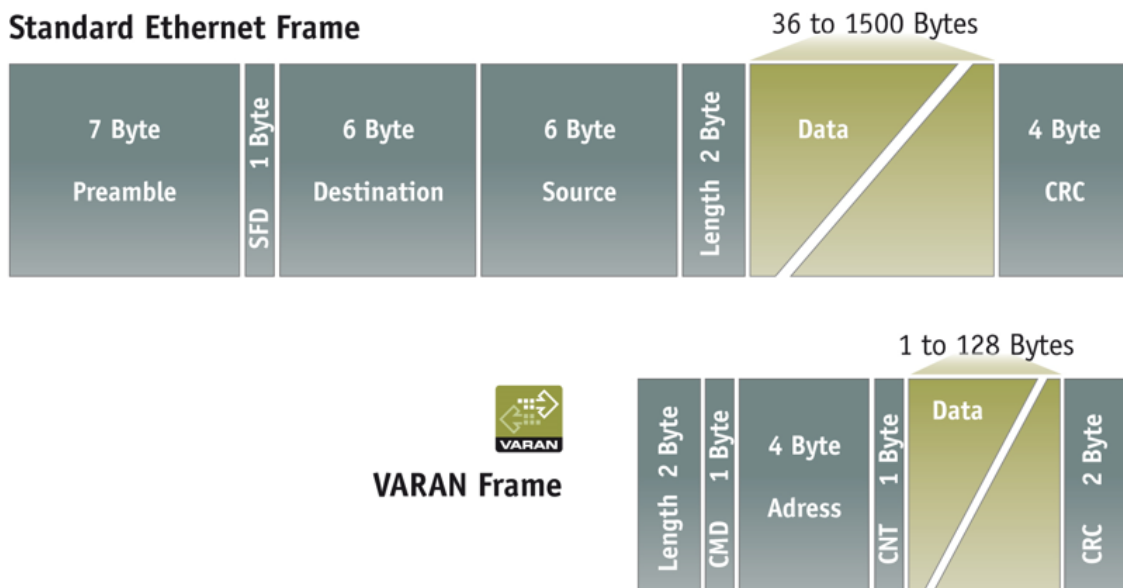 Standard Ethernet Frame
36 to 1500 Bytes
7 Byte
Preamble
SFD 1 Byte
6 Byte
Destination
6 Byte
Source
Length 2 Byte
Data
4 Byte
CRC
1 to 128 Bytes
VARAN
VARAN Frame
Length 2 Byte
CMD 1 Byte
4 Byte
Adress
CNT 1 Byte
Data
CRC 2 Byte